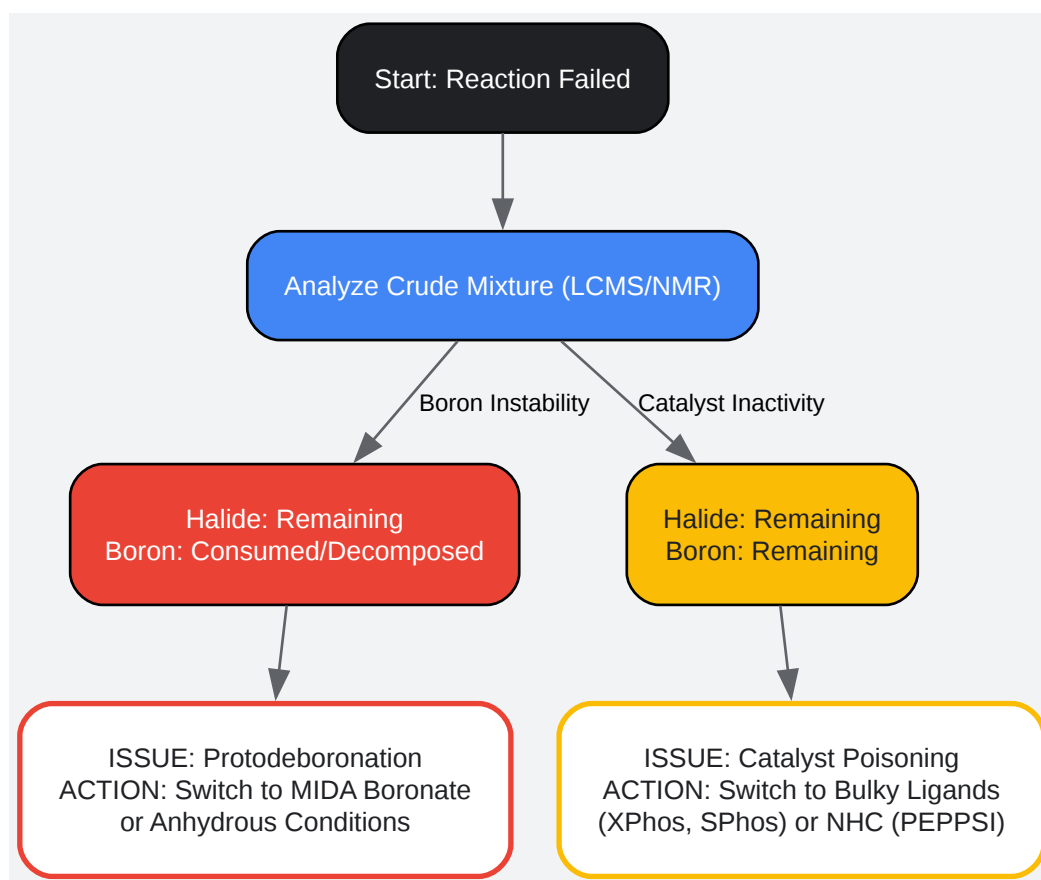 Start: Reaction Failed
Analyze Crude Mixture (LCMS/NMR)
Boron Instability
Catalyst Inactivity
Halide: Remaining
Boron: Consumed/Decomposed
Halide: Remaining
Boron: Remaining
ISSUE: Protodeboronation
ACTION: Switch to MIDA Boronate
or Anhydrous Conditions
ISSUE: Catalyst Poisoning
ACTION: Switch to Bulky Ligands
(XPhos, SPhos) or NHC (PEPPSI)